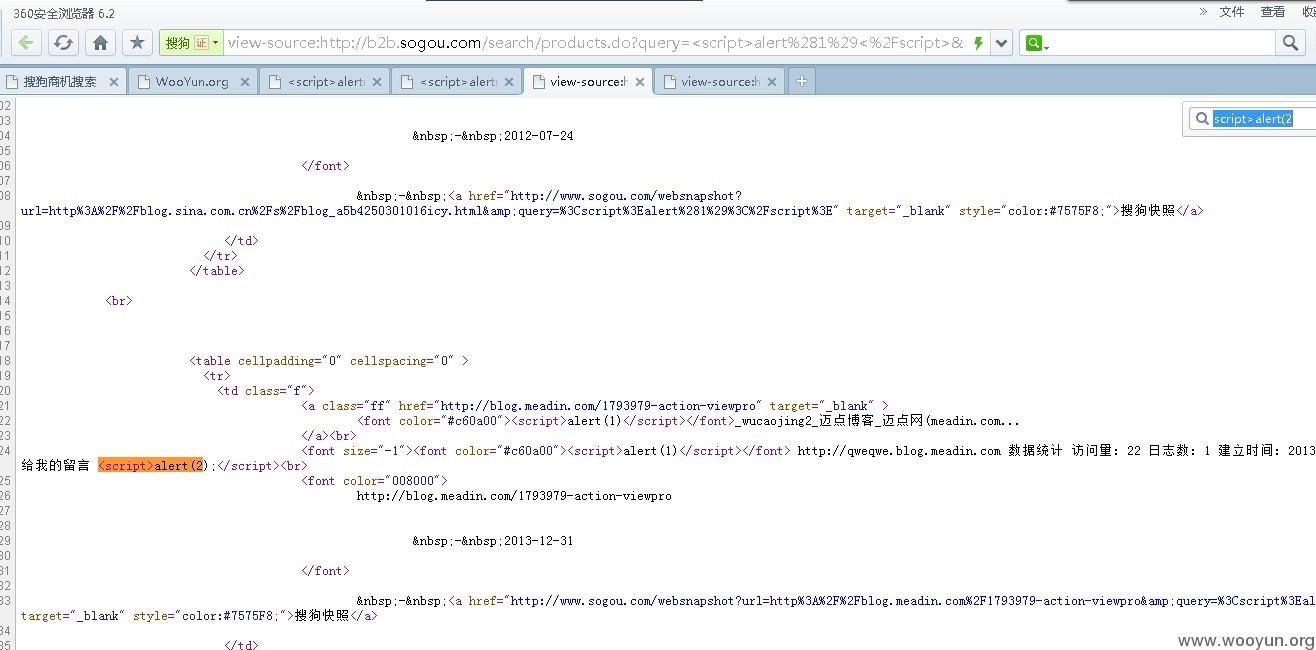 360安全浏览器 6.2
» 文件 查看
搜狗 证 view-source:http://b2b.sogou.com/search/products.do?query=<script>alert%281%29<%2Fscript>&
搜狗商机搜索 WooYun.org <script>alert( <script>alert( view-source:h view-source:h
script>alert(2
02
03
04 &nbsp;-&nbsp;2012-07-24
05
06 </font>
07
08 &nbsp;-&nbsp;<a href="http://www.sogou.com/websnapshot?
url=http%3A%2F%2Fblog.sina.com.cn%2Fs%2Fblog_a5b4250301016icy.html&amp;query=%3Cscript%3Ealert%281%29%3C%2Fscript%3E" target="_blank" style="color:#7575F8;">搜狗快照</a>
09
10 </td>
11 </tr>
12 </table>
13
14 <br>
15
16
17
18 <table cellpadding="0" cellspacing="0" >
19 <tr>
20 <td class="f">
21 <a class="ff" href="http://blog.meadin.com/1793979-action-viewpro" target="_blank" >
22 <font color="#c60a00"><script>alert(1)</script></font>_wucaojing2_迈点博客_迈点网(meadin.com...
23 </a><br>
24 <font size="-1"><font color="#c60a00"><script>alert(1)</script></font> http://qweqwe.blog.meadin.com 数据统计 访问量: 22 日志数: 1 建立时间: 2013
给我的留言 <script>alert(2);</script><br>
25 <font color="008000">
26 http://blog.meadin.com/1793979-action-viewpro
27
28
29 &nbsp;-&nbsp;2013-12-31
30
31 </font>
32
33 &nbsp;-&nbsp;<a href="http://www.sogou.com/websnapshot?url=http%3A%2F%2Fblog.meadin.com%2F1793979-action-viewpro&amp;query=%3Cscript%3Eal
target="_blank" style="color:#7575F8;">搜狗快照</a>
34
35 </td>
www.wooyun.org